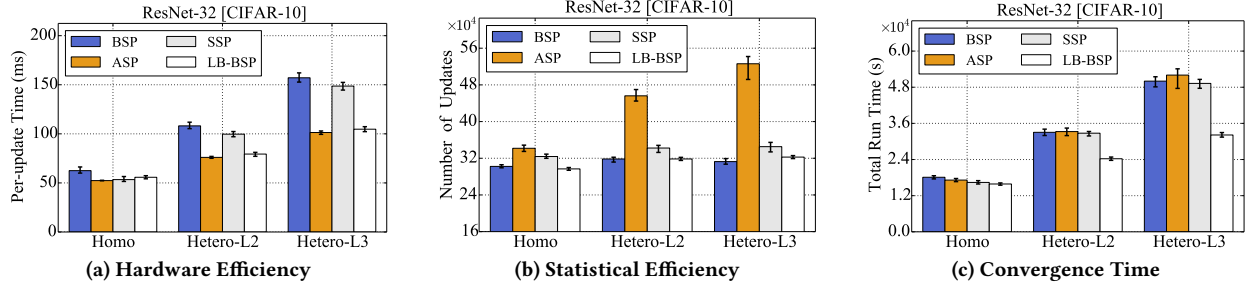 ResNet-32 [CIFAR-10]
200
150
100
50
0
Per-update Time (ms)
BSP
SSP
ASP
LB-BSP
Homo
Hetero-L2
Hetero-L3
(a) Hardware Efficiency
ResNet-32 [CIFAR-10]
×10⁴
56
48
40
32
24
16
Number of Updates
BSP
SSP
ASP
LB-BSP
Homo
Hetero-L2
Hetero-L3
(b) Statistical Efficiency
ResNet-32 [CIFAR-10]
×10⁴
6.0
4.8
3.6
2.4
1.2
0.0
Total Run Time (s)
BSP
SSP
ASP
LB-BSP
Homo
Hetero-L2
Hetero-L3
(c) Convergence Time